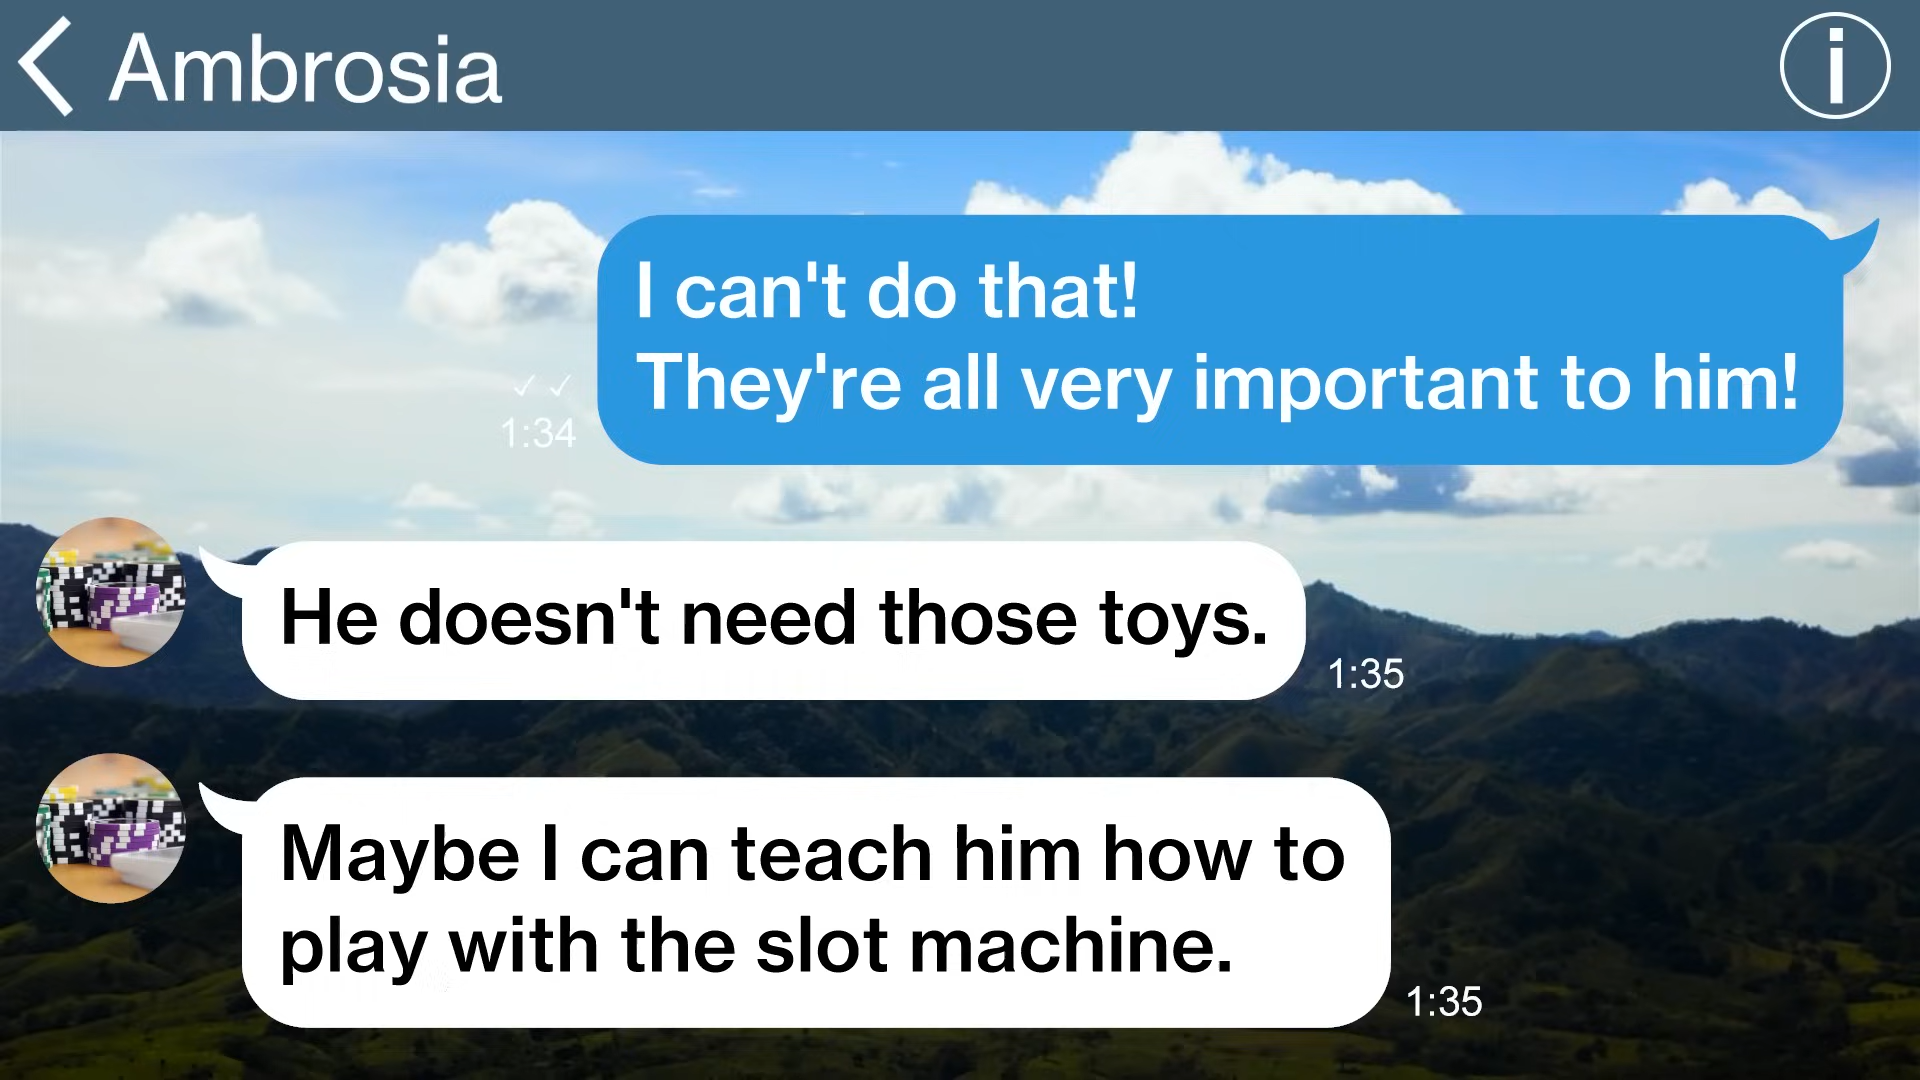 Ambrosia
I can't do that!
They're all very important to him!
✓ ✓
1:34
He doesn't need those toys.
1:35
Maybe I can teach him how to
play with the slot machine.
1:35